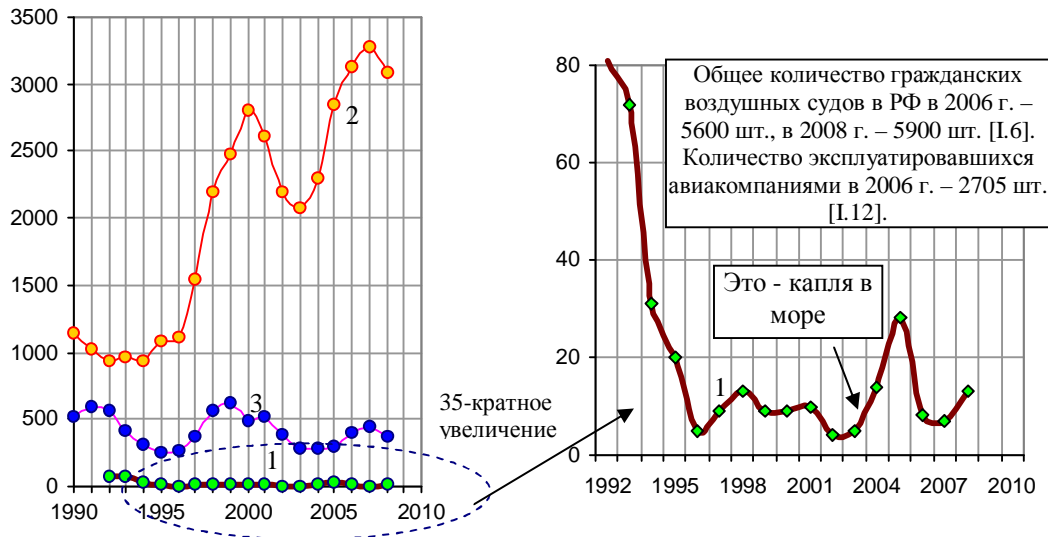 3500
3000
2500
2000
1500
1000
500
0
1990 1995 2000 2005 2010
2
3
1
35-кратное
увеличение
80
60
40
20
0
1992 1995 1998 2001 2004 2007 2010
Общее количество гражданских
воздушных судов в РФ в 2006 г. –
5600 шт., в 2008 г. – 5900 шт. [I.6].
Количество эксплуатировавшихся
авиакомпаниями в 2006 г. – 2705 шт.
[I.12].
Это - капля в
море
1